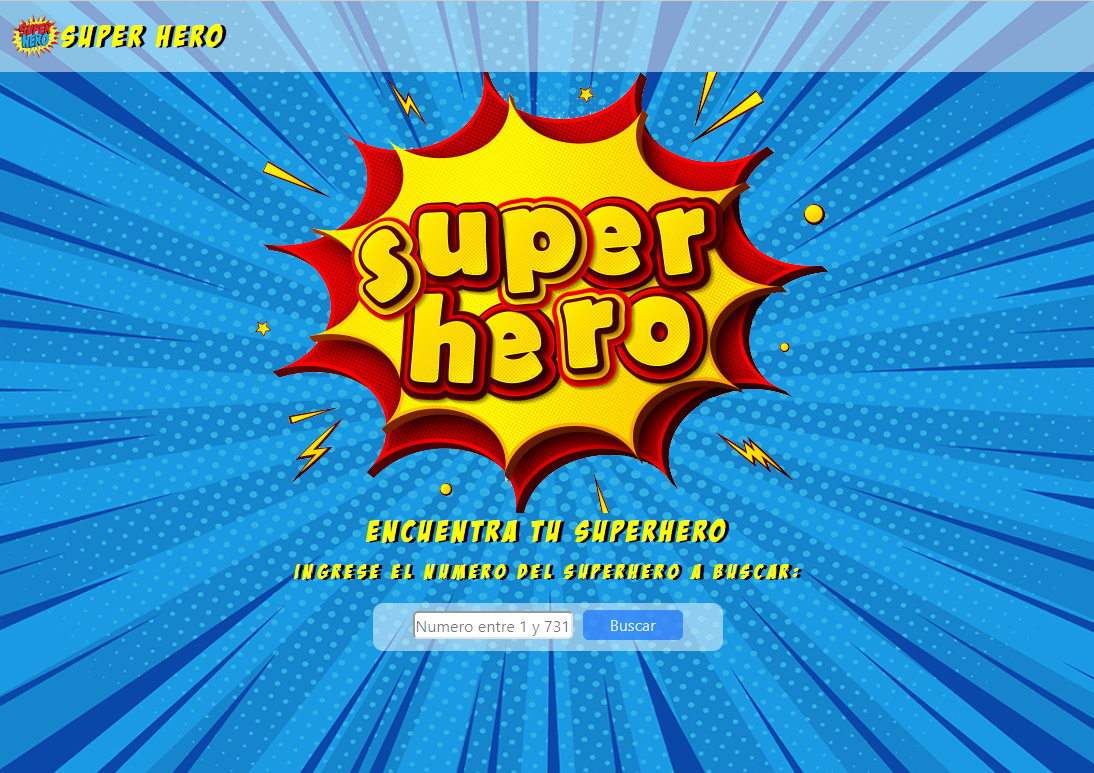 SUPER HERO
SUPER HERO
super
hero
ENCUENTRA TU SUPERHERO
INGRESE EL NUMERO DEL SUPERHERO A BUSCAR:
Numero entre 1 y 731 Buscar